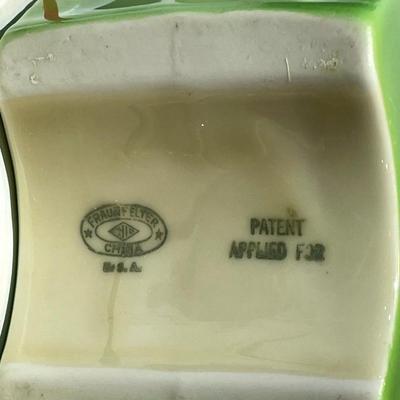 FRAUNFELTER
CHINA
U.S.A.
PATENT
APPLIED FOR